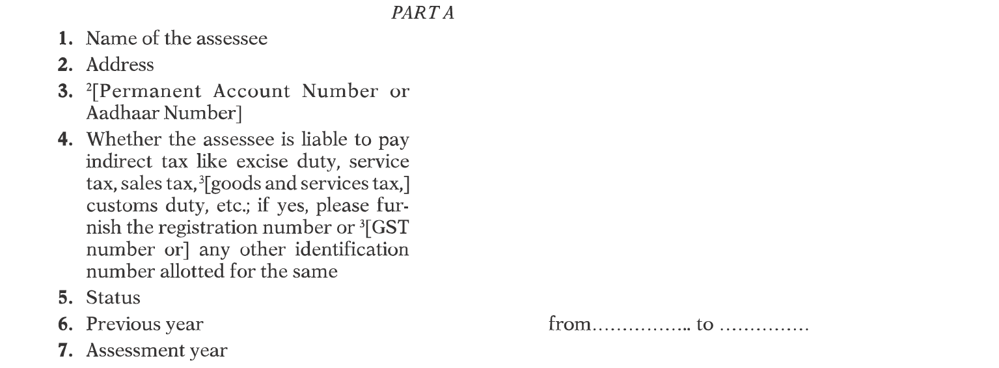 PART A
1. Name of the assessee
2. Address
3. ²[Permanent Account Number or
Aadhaar Number]
4. Whether the assessee is liable to pay
indirect tax like excise duty, service
tax, sales tax, ³[goods and services tax,]
customs duty, etc.; if yes, please fur-
nish the registration number or ³[GST
number or] any other identification
number allotted for the same
5. Status
6. Previous year from................. to ...............
7. Assessment year